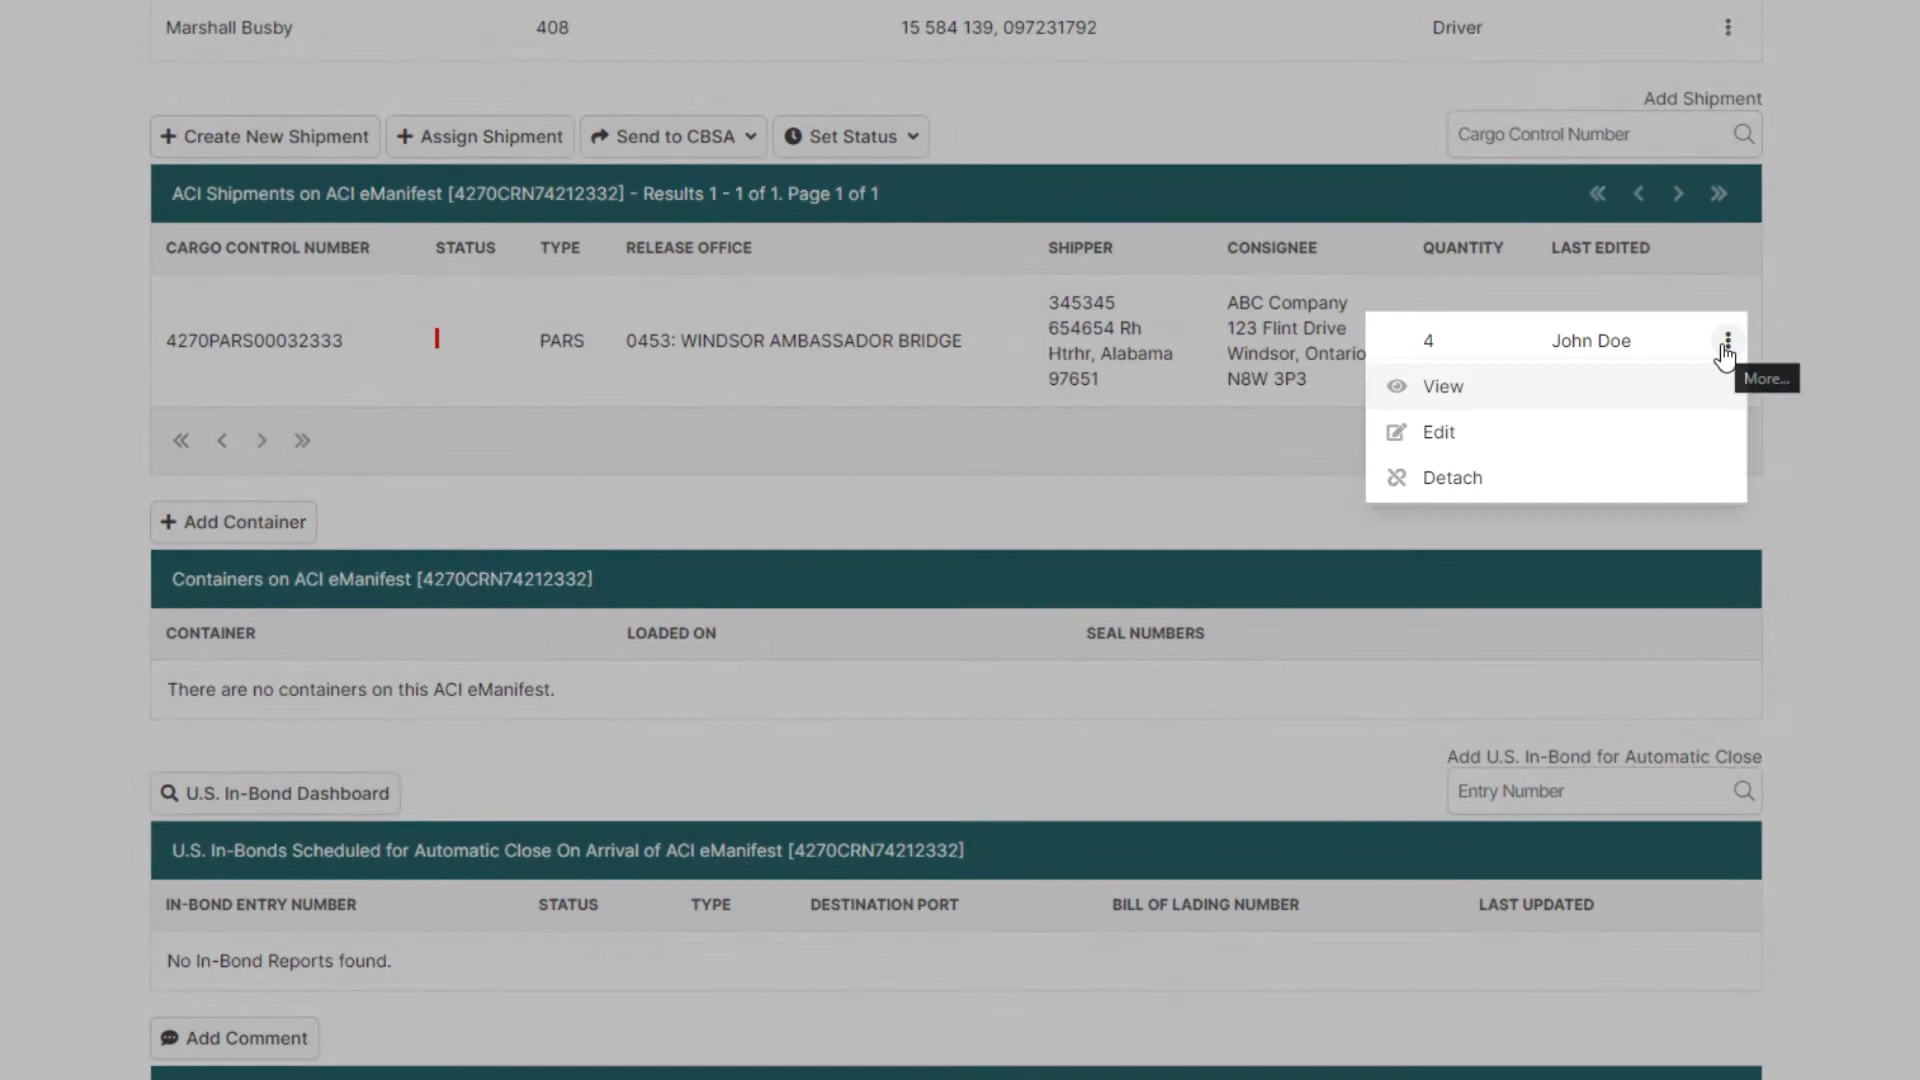 Marshall Busby 408 15 584 139, 097231792 Driver
Add Shipment
Create New Shipment Assign Shipment Send to CBSA Set Status Cargo Control Number
ACI Shipments on ACI eManifest [4270CRN74212332] - Results 1 - 1 of 1. Page 1 of 1
CARGO CONTROL NUMBER STATUS TYPE RELEASE OFFICE SHIPPER CONSIGNEE QUANTITY LAST EDITED
345345 ABC Company
654654 Rh 123 Flint Drive
4270PARS00032333 PARS 0453: WINDSOR AMBASSADOR BRIDGE 4 John Doe
Htrhr, Alabama Windsor, Ontario
97651 N8W 3P3
More...
View
Edit
Detach
Add Container
Containers on ACI eManifest [4270CRN74212332]
CONTAINER LOADED ON SEAL NUMBERS
There are no containers on this ACI eManifest.
Add U.S. In-Bond for Automatic Close
U.S. In-Bond Dashboard Entry Number
U.S. In-Bonds Scheduled for Automatic Close On Arrival of ACI eManifest [4270CRN74212332]
IN-BOND ENTRY NUMBER STATUS TYPE DESTINATION PORT BILL OF LADING NUMBER LAST UPDATED
No In-Bond Reports found.
Add Comment